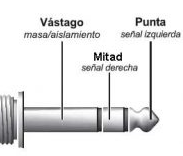 Vástago
masa/aislamiento
Punta
señal izquierda
Mitad
señal derecha